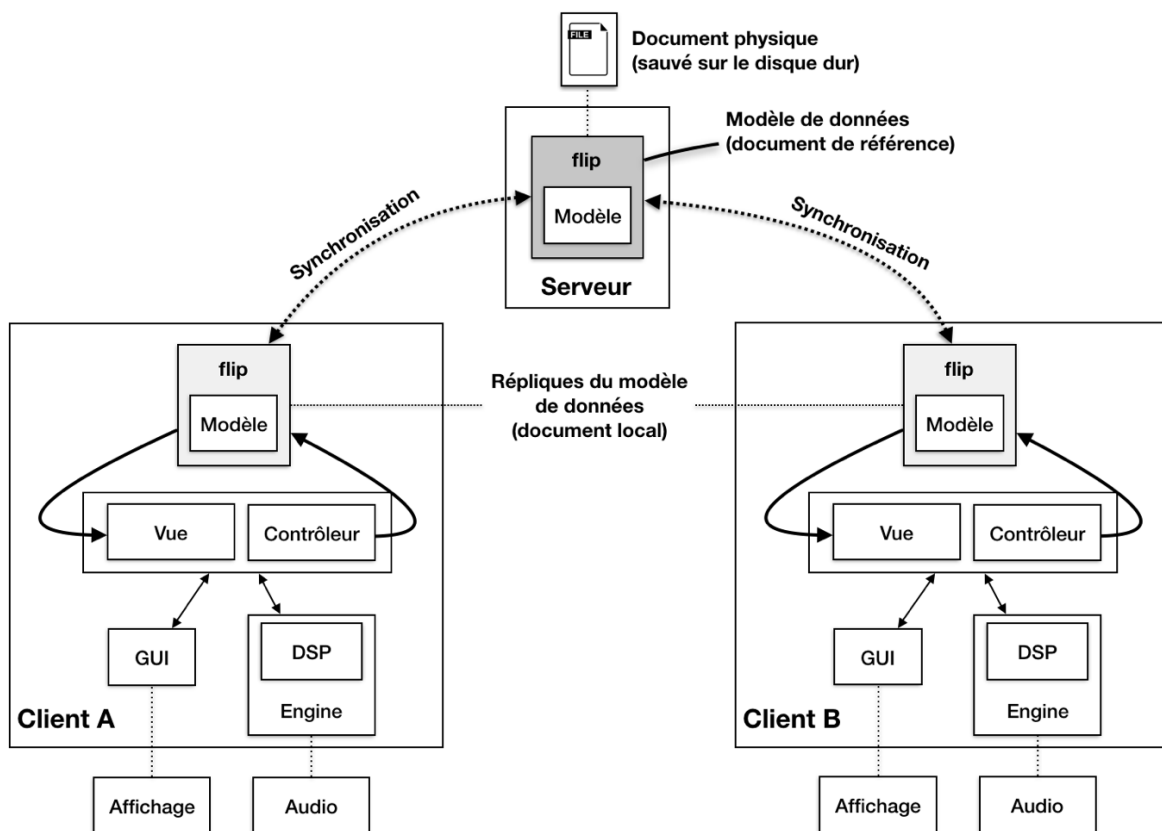 FILE
Document physique
(sauvé sur le disque dur)
Modèle de données
(document de référence)
flip
Modèle
Serveur
Synchronisation
Synchronisation
flip
Modèle
Répliques du modèle
de données
(document local)
flip
Modèle
Vue
Contrôleur
GUI
DSP
Engine
Client A
Affichage
Audio
Vue
Contrôleur
GUI
DSP
Engine
Client B
Affichage
Audio